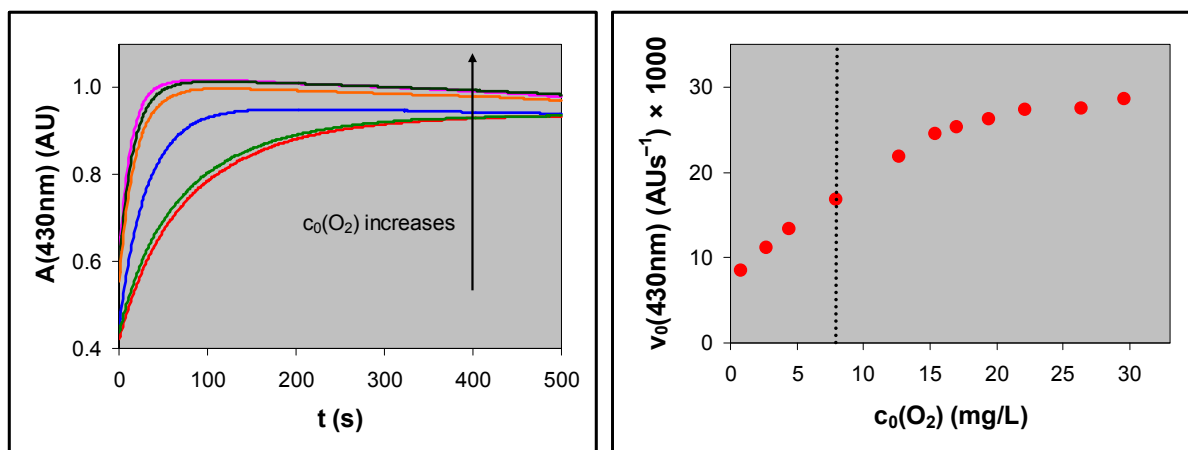 A(430nm) (AU)
1.0
0.8
0.6
0.4
c₀(O₂) increases
0 100 200 300 400 500
t (s)
v₀(430nm) (AUs⁻¹) × 1000
30
20
10
0
0 5 10 15 20 25 30
c₀(O₂) (mg/L)